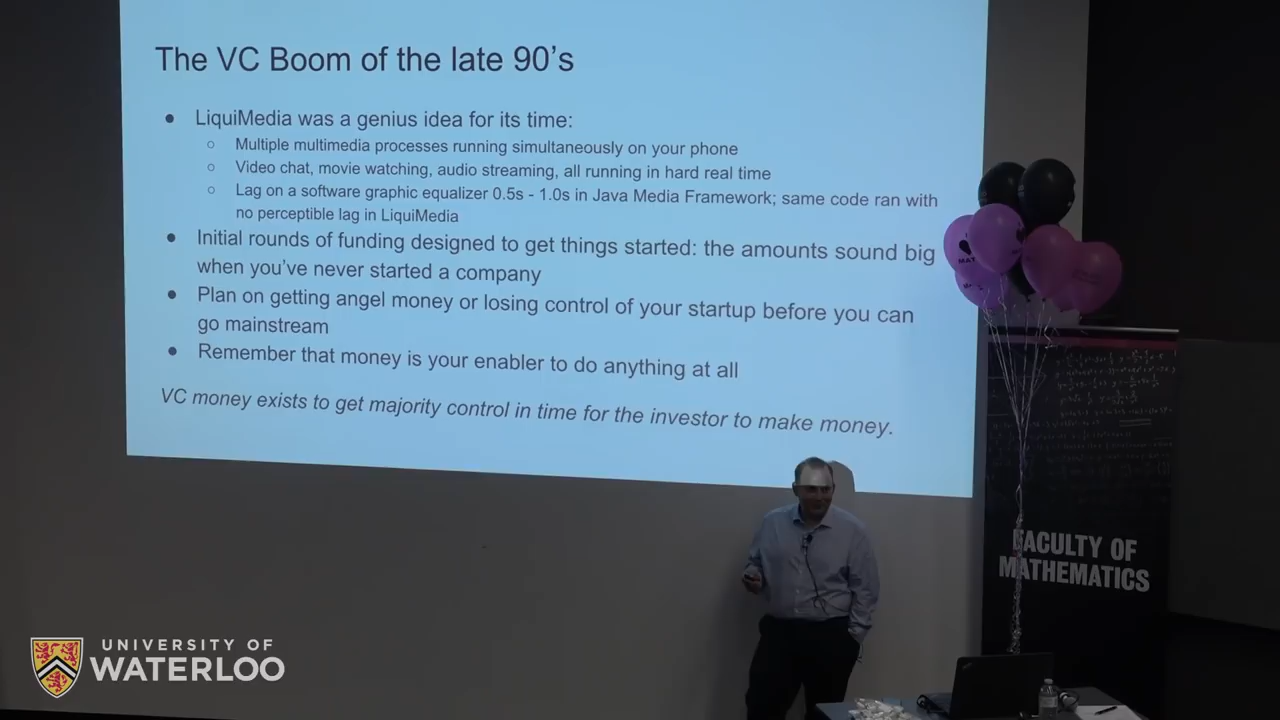 The VC Boom of the late 90's
● LiquiMedia was a genius idea for its time:
○ Multiple multimedia processes running simultaneously on your phone
○ Video chat, movie watching, audio streaming, all running in hard real time
○ Lag on a software graphic equalizer 0.5s - 1.0s in Java Media Framework; same code ran with
no perceptible lag in LiquiMedia
● Initial rounds of funding designed to get things started: the amounts sound big
when you've never started a company
● Plan on getting angel money or losing control of your startup before you can
go mainstream
● Remember that money is your enabler to do anything at all
VC money exists to get majority control in time for the investor to make money.
FACULTY OF
MATHEMATICS
UNIVERSITY OF
WATERLOO